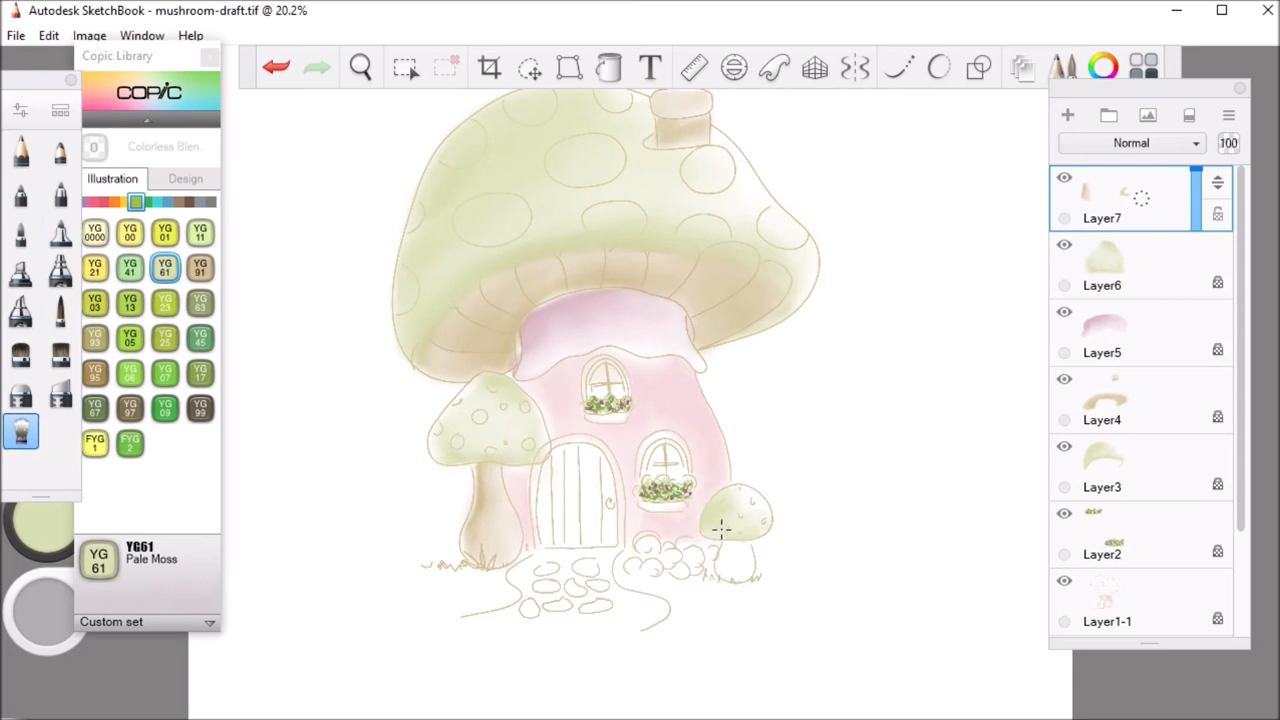 Autodesk SketchBook - mushroom-draft.tif @ 20.2%
File Edit Image Window Help
Copic Library
COPIC
0 Colorless Blen..
Illustration Design
YG 0000 YG 00 YG 01 YG 11
YG 21 YG 41 YG 61 YG 91
YG 03 YG 13 YG 23 YG 63
YG 93 YG 05 YG 25 YG 45
YG 95 YG 06 YG 07 YG 17
YG 67 YG 97 YG 09 YG 99
FYG 1 FYG 2
YG 61 YG61
Pale Moss
Custom set
T
Normal 100
Layer7
Layer6
Layer5
Layer4
Layer3
Layer2
Layer1-1